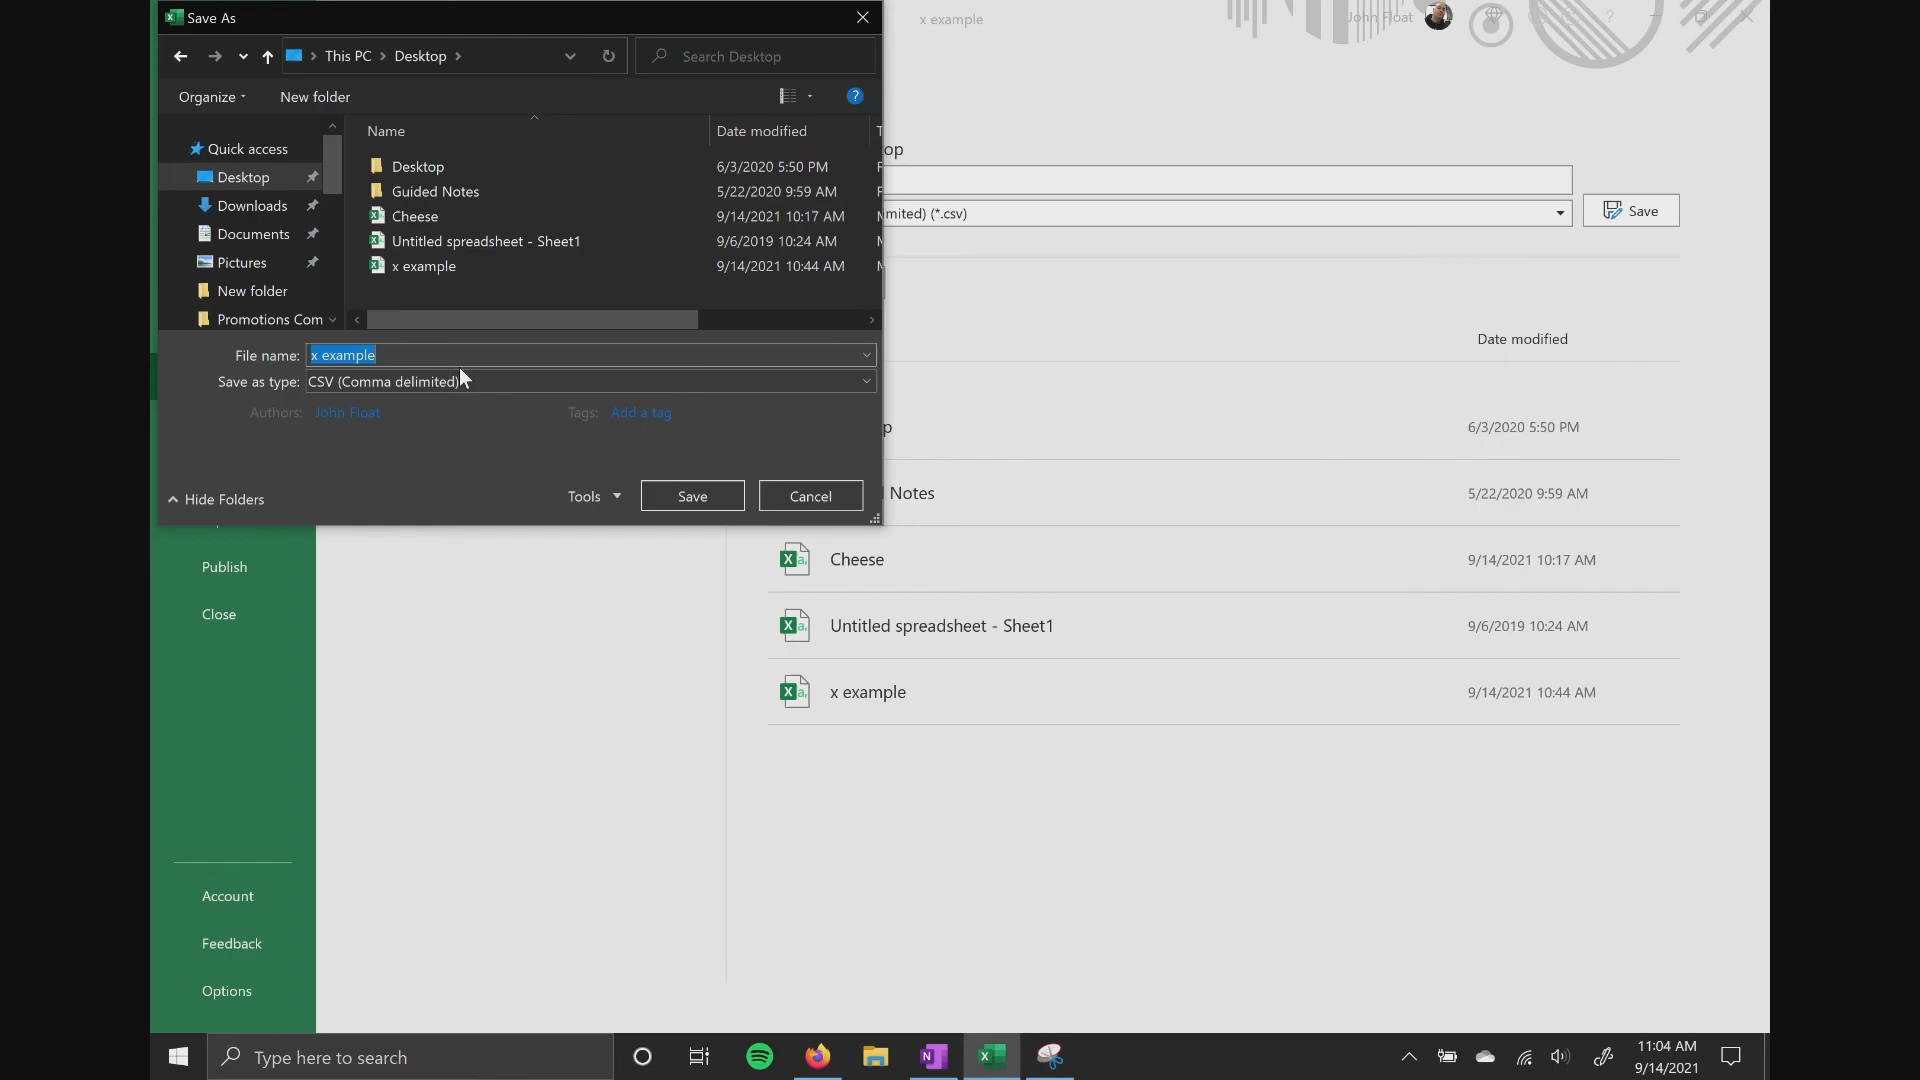 Save As
x example
John Float
This PC
Desktop
Search Desktop
Organize
New folder
Name
Date modified
Quick access
Desktop
Downloads
Documents
Pictures
New folder
Promotions Com
Desktop 6/3/2020 5:50 PM
Guided Notes 5/22/2020 9:59 AM
Cheese 9/14/2021 10:17 AM
Untitled spreadsheet - Sheet1 9/6/2019 10:24 AM
x example 9/14/2021 10:44 AM
File name: x example
Save as type: CSV (Comma delimited)
Authors: John Float
Tags: Add a tag
Hide Folders
Tools
Save
Cancel
op
mited) (*.csv)
Save
Date modified
p 6/3/2020 5:50 PM
Notes 5/22/2020 9:59 AM
Cheese 9/14/2021 10:17 AM
Untitled spreadsheet - Sheet1 9/6/2019 10:24 AM
x example 9/14/2021 10:44 AM
Publish
Close
Account
Feedback
Options
Type here to search
11:04 AM
9/14/2021